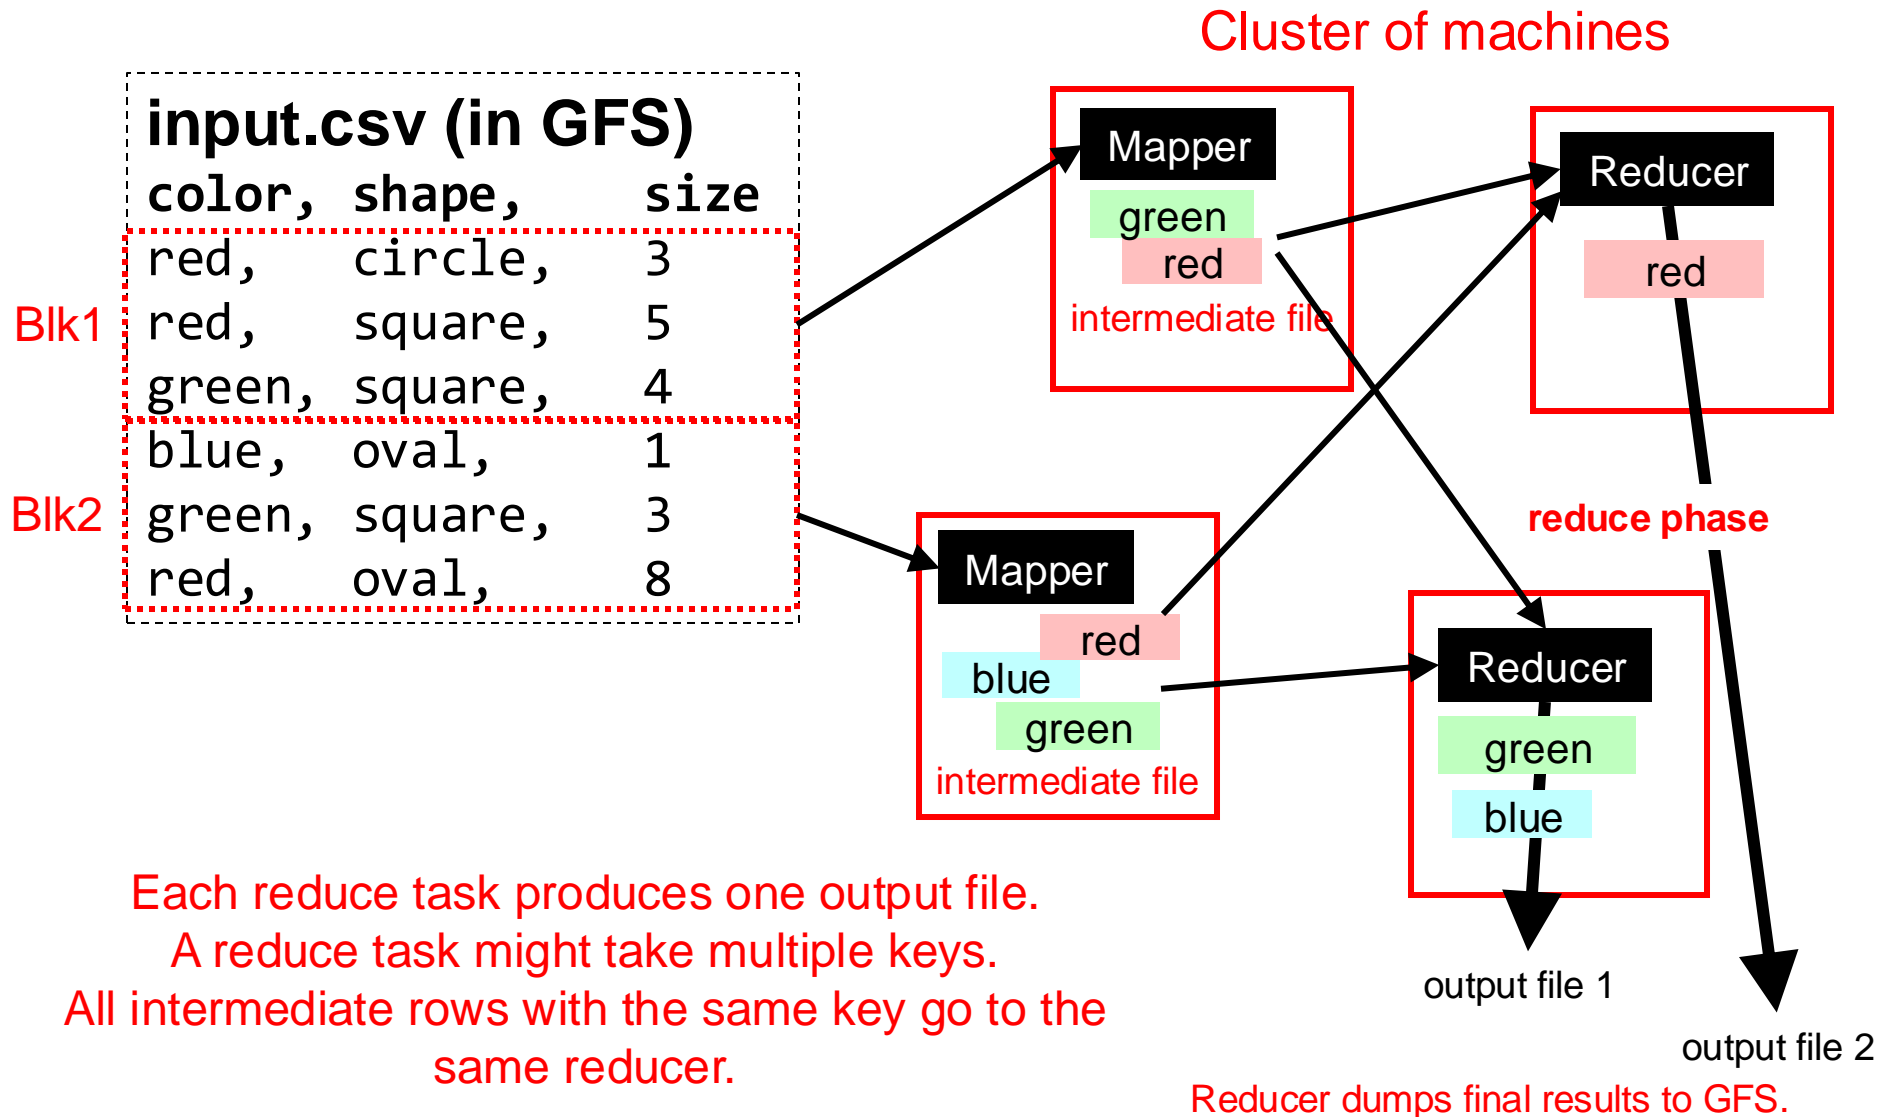 Cluster of machines
input.csv (in GFS)
color, shape, size
red, circle, 3
red, square, 5
green, square, 4
blue, oval, 1
green, square, 3
red, oval, 8
Blk1
Blk2
Mapper
green
red
intermediate file
Mapper
red
blue
green
intermediate file
Reducer
red
reduce phase
Reducer
green
blue
output file 1
output file 2
Each reduce task produces one output file.
A reduce task might take multiple keys.
All intermediate rows with the same key go to the
same reducer.
Reducer dumps final results to GFS.